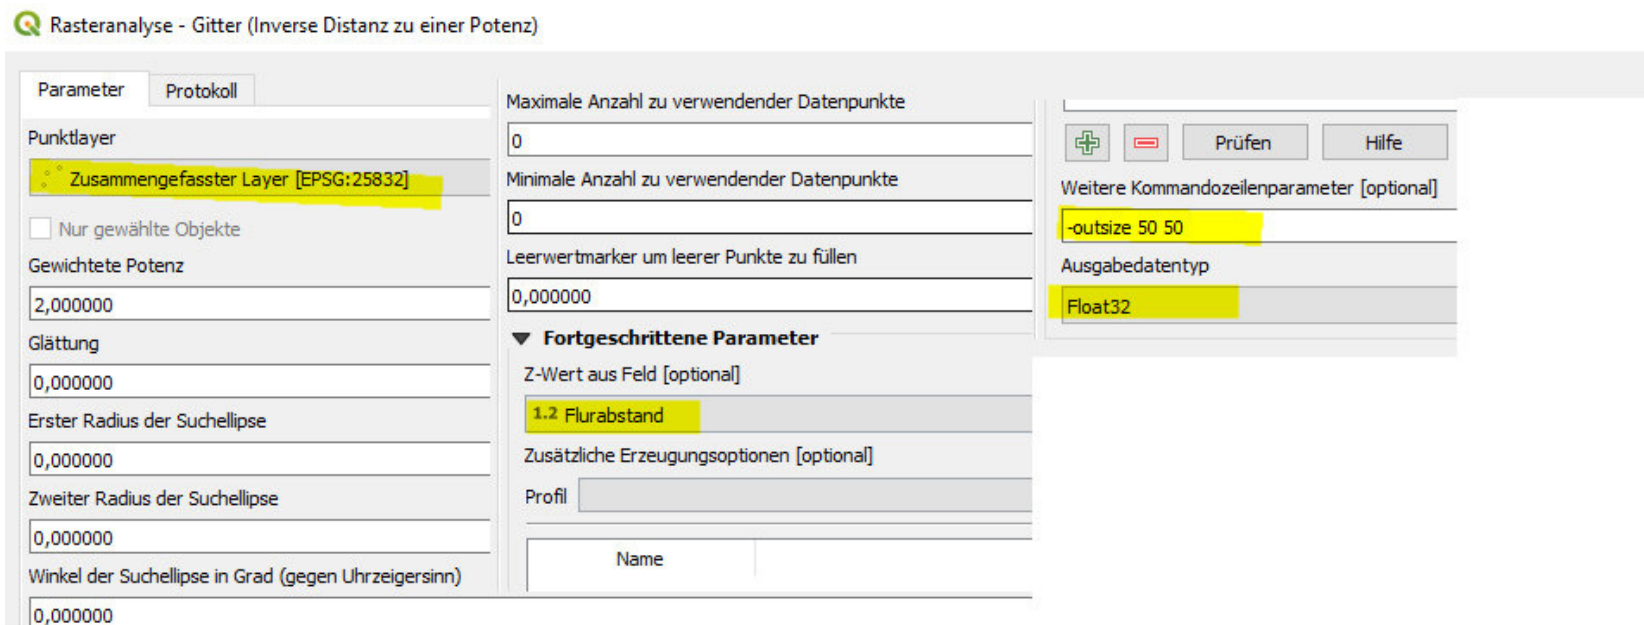 Rasteranalyse - Gitter (Inverse Distanz zu einer Potenz)
Parameter
Protokoll
Punktlayer
Zusammengefasster Layer [EPSG:25832]
Nur gewählte Objekte
Gewichtete Potenz
2,000000
Glättung
0,000000
Erster Radius der Suchellipse
0,000000
Zweiter Radius der Suchellipse
0,000000
Winkel der Suchellipse in Grad (gegen Uhrzeigersinn)
0,000000
Maximale Anzahl zu verwendender Datenpunkte
0
Minimale Anzahl zu verwendender Datenpunkte
0
Leerwertmarker um leerer Punkte zu füllen
0,000000
Fortgeschrittene Parameter
Z-Wert aus Feld [optional]
1.2 Flurabstand
Zusätzliche Erzeugungsoptionen [optional]
Profil
Name
Prüfen
Hilfe
Weitere Kommandozeilenparameter [optional]
-outsize 50 50
Ausgabedatentyp
Float32